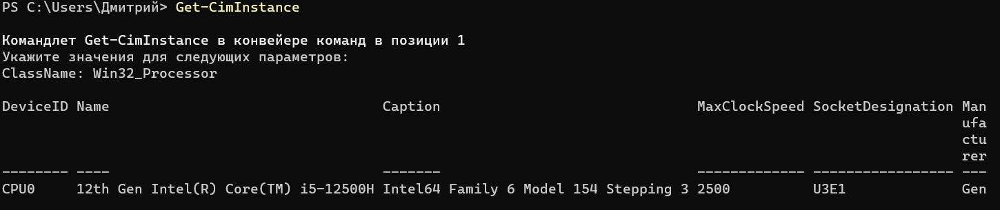 PS C:\Users\Дмитрий> Get-CimInstance
Командлет Get-CimInstance в конвейере команд в позиции 1
Укажите значения для следующих параметров:
ClassName: Win32_Processor
DeviceID Name Caption MaxClockSpeed SocketDesignation Man
ufa
ctu
rer
-------- ---- ------- ------------- ----------------- ---
CPU0 12th Gen Intel(R) Core(TM) i5-12500H Intel64 Family 6 Model 154 Stepping 3 2500 U3E1 Gen